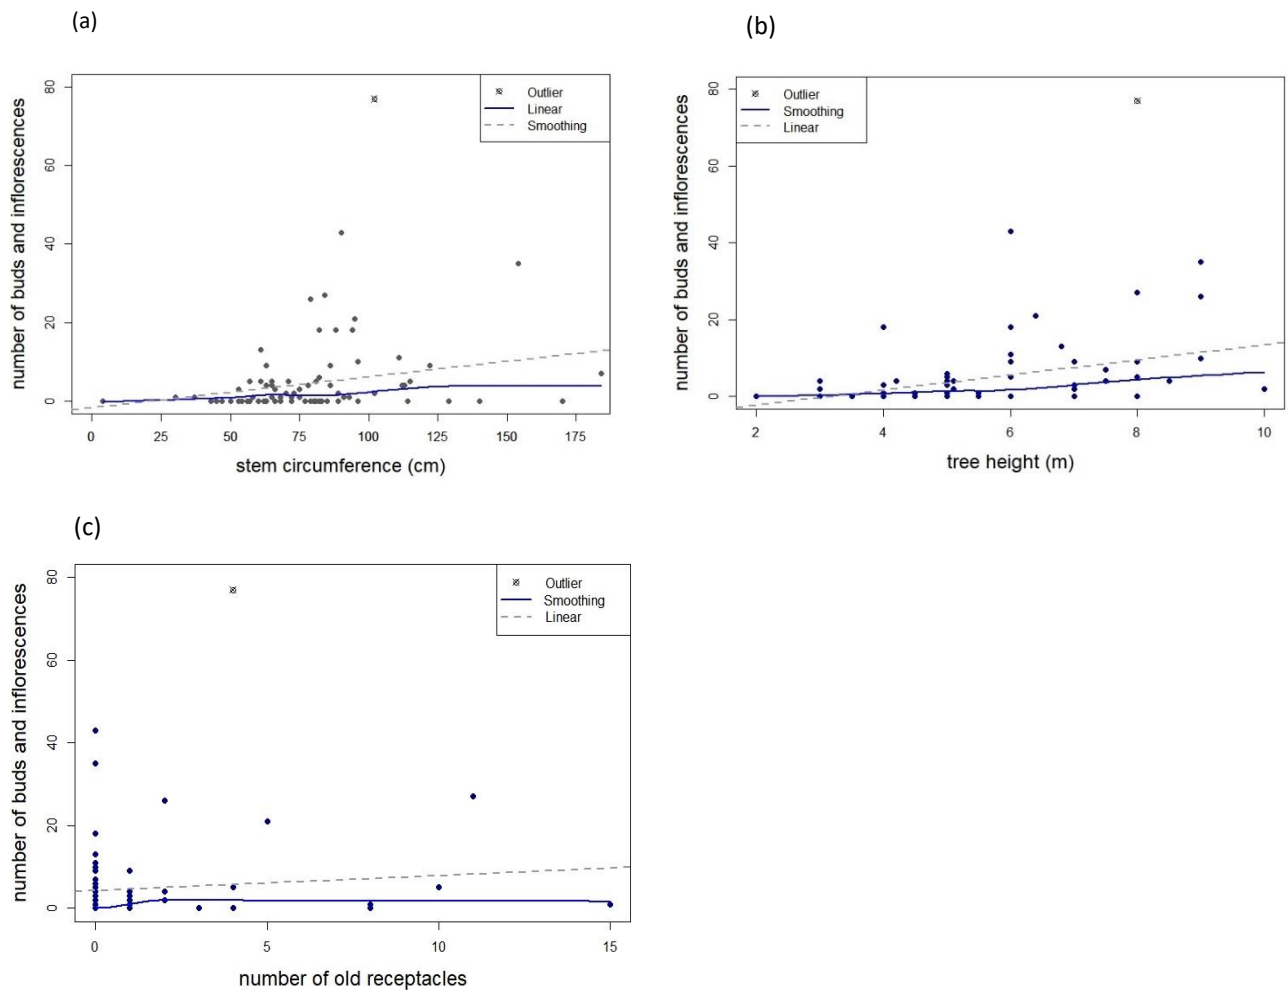 (a)
80
60
40
20
0
number of buds and inflorescences
Outlier
Linear
Smoothing
0 25 50 75 100 125 150 175
stem circumference (cm)
(b)
80
60
40
20
0
number of buds and inflorescences
Outlier
Smoothing
Linear
2 4 6 8 10
tree height (m)
(c)
80
60
40
20
0
number of buds and inflorescences
Outlier
Smoothing
Linear
0 5 10 15
number of old receptacles